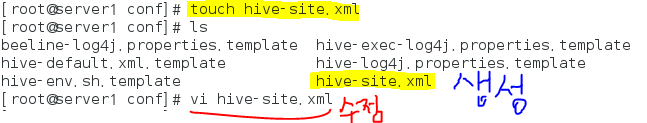 [root@server1 conf]# touch hive-site.xml
[root@server1 conf]# ls
beeline-log4j.properties.template hive-exec-log4j.properties.template
hive-default.xml.template hive-log4j.properties.template
hive-env.sh.template hive-site.xml 생성
[root@server1 conf]# vi hive-site.xml 수정